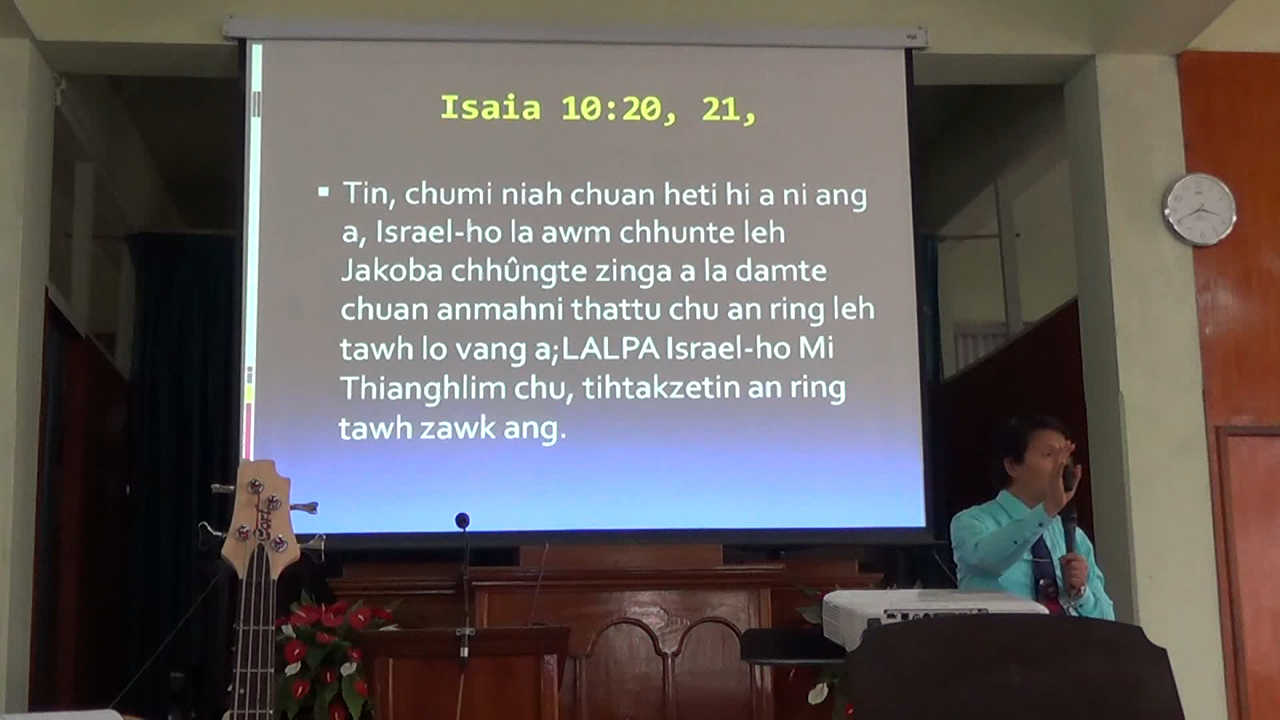 Isaia 10:20, 21,
Tin, chumi niah chuan heti hi a ni ang
a, Israel-ho la awm chhunte leh
Jakoba chhûngte zinga a la damte
chuan anmahni thattu chu an ring leh
tawh lo vang a;LALPA Israel-ho Mi
Thianghlim chu, tihtakzetin an ring
tawh zawk ang.
Cort